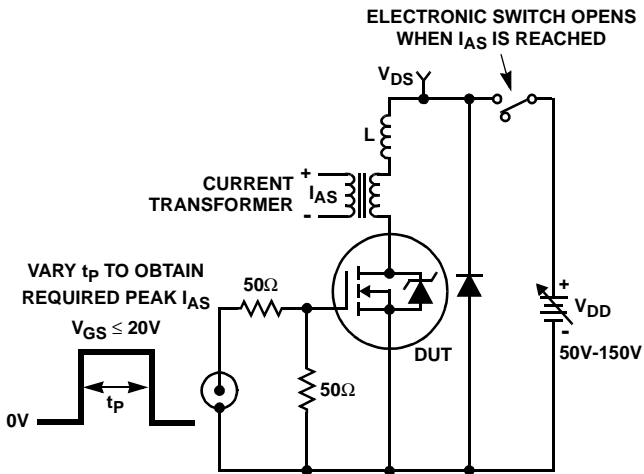 ELECTRONIC SWITCH OPENS
WHEN IAS IS REACHED
VDS
L
+
IAS
-
CURRENT
TRANSFORMER
VARY tP TO OBTAIN
REQUIRED PEAK IAS
VGS ≤ 20V
0V
tP
50Ω
50Ω
DUT
+
VDD
-
50V-150V